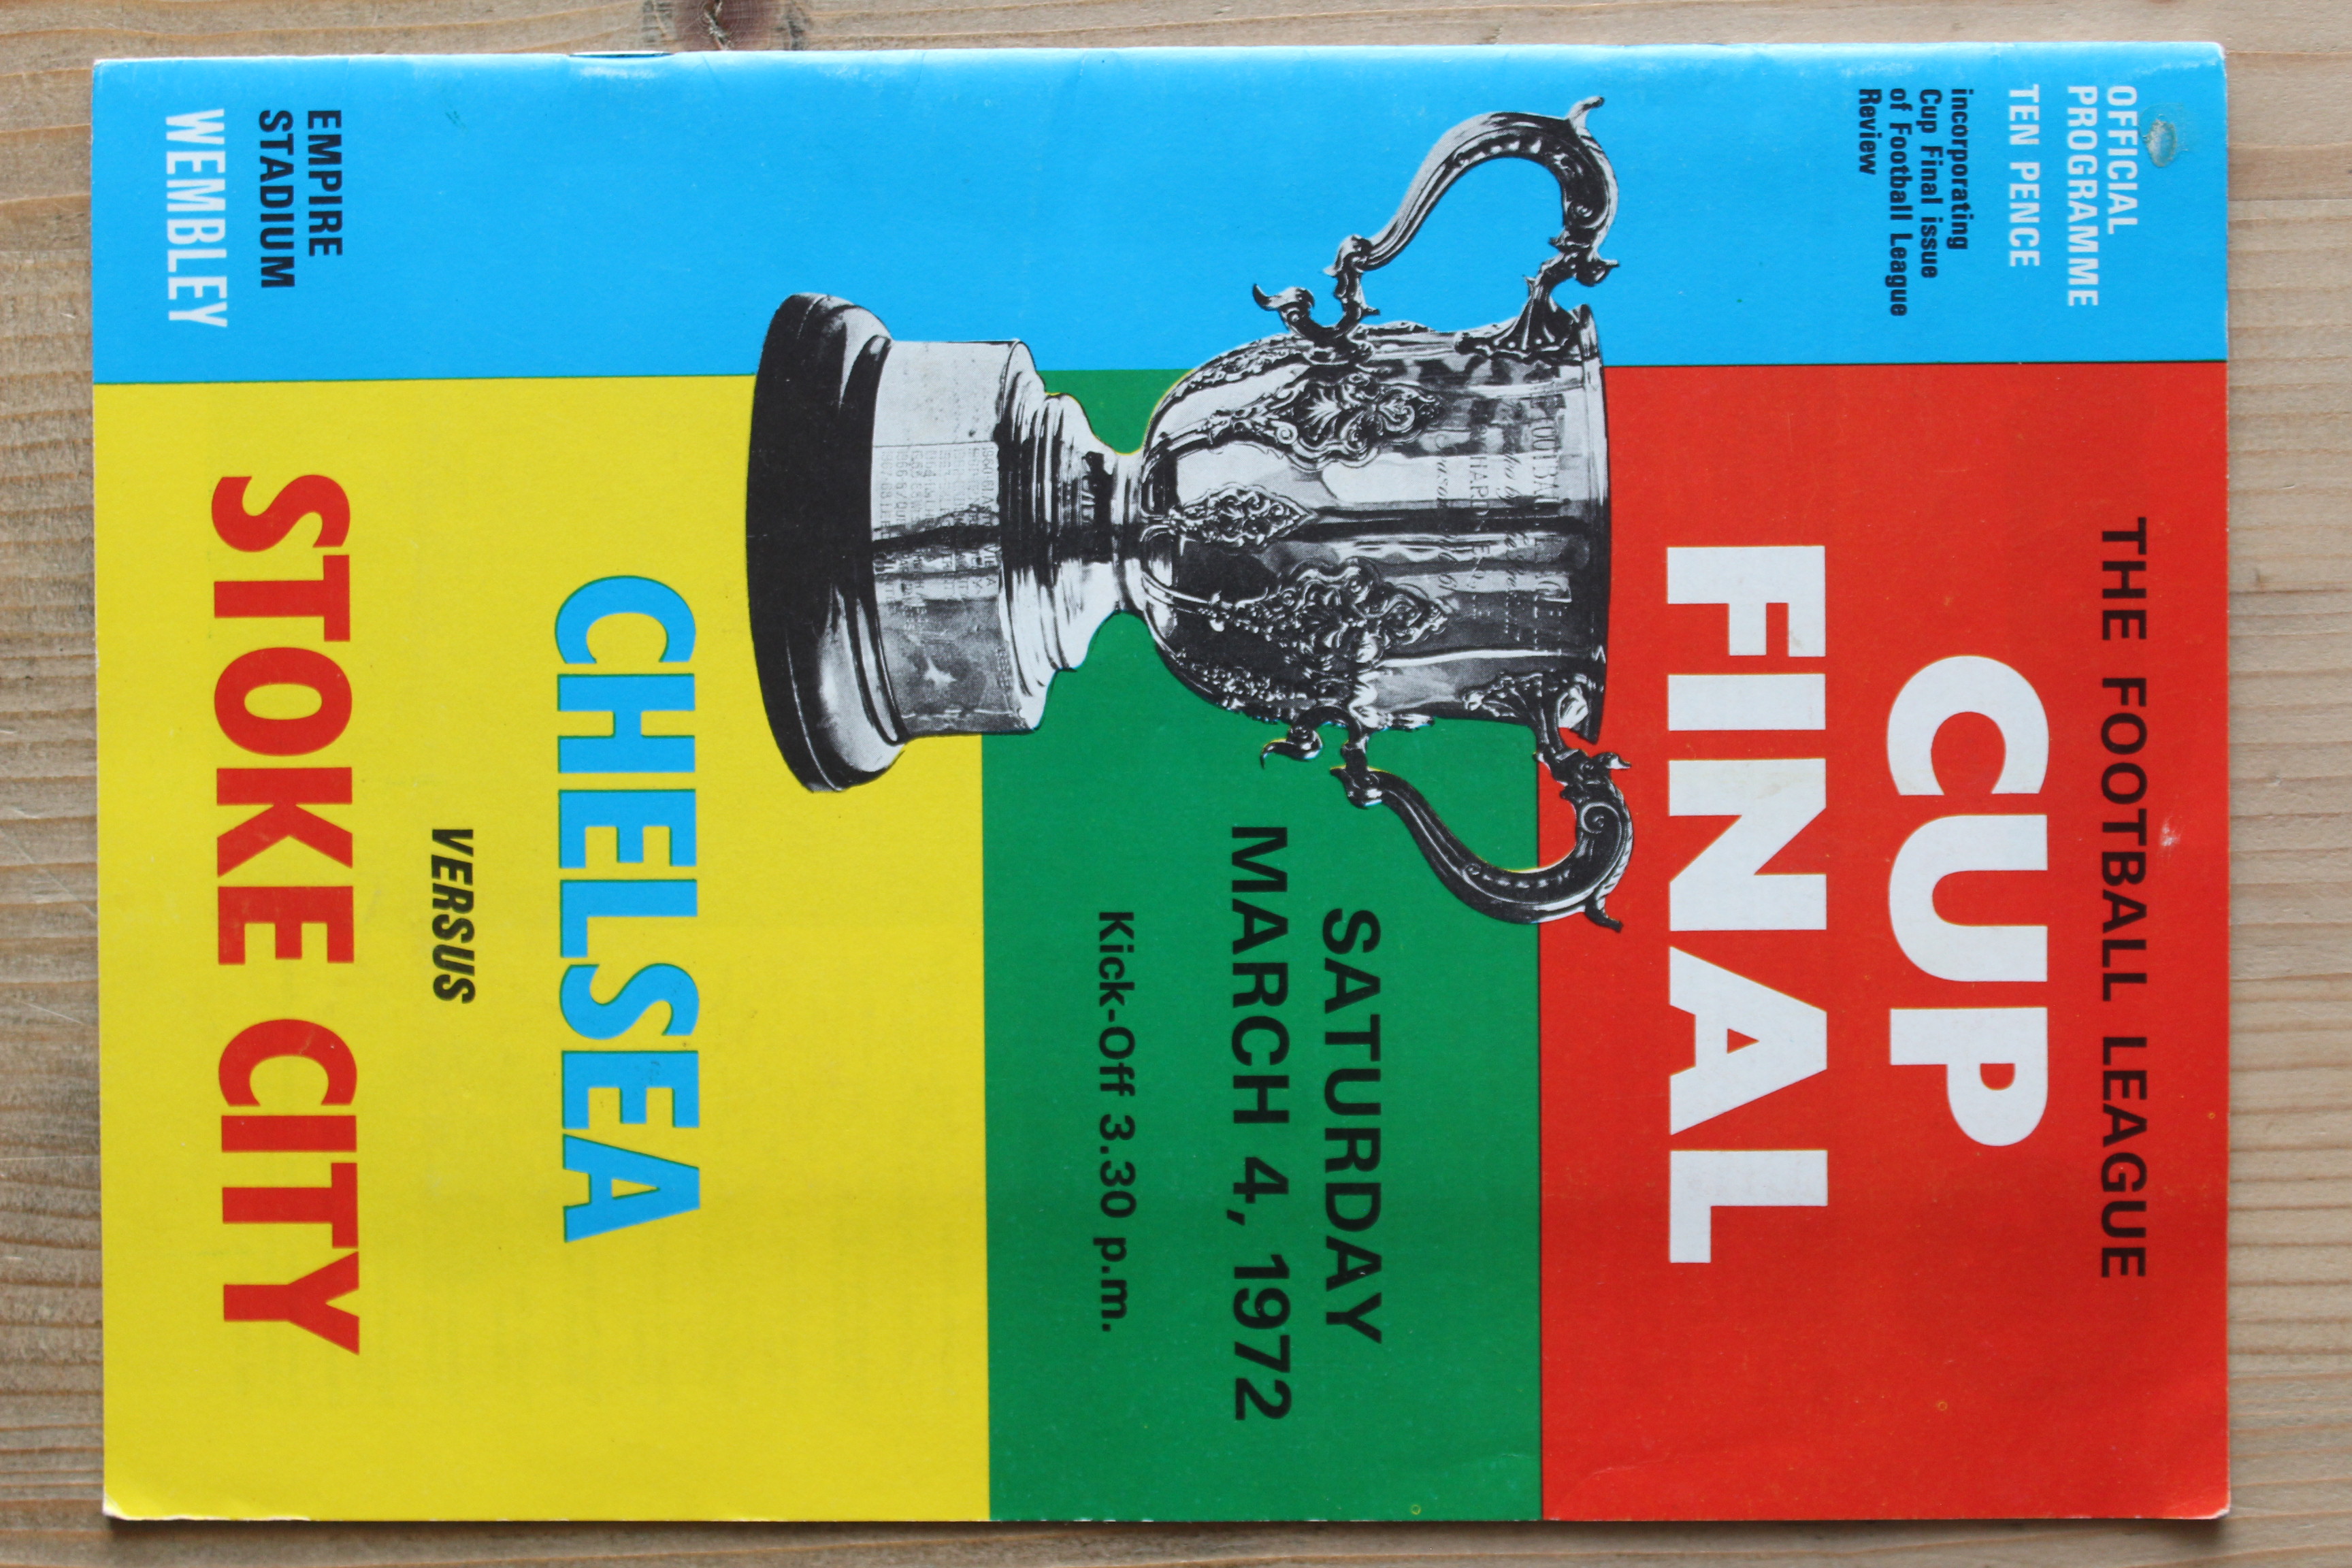 OFFICIAL
PROGRAMME
TEN PENCE
incorporating
Cup Final issue
of Football League
Review
THE FOOTBALL LEAGUE
CUP
FINAL
SATURDAY
MARCH 4, 1972
Kick-Off 3.30 p.m.
CHELSEA
VERSUS
STOKE CITY
EMPIRE
STADIUM
WEMBLEY